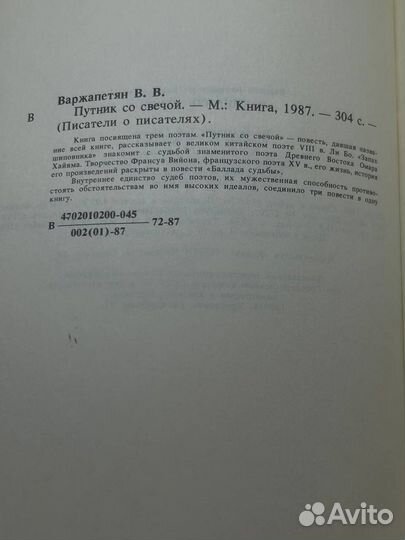 Варжапетян В. В.
В Путник со свечой. — М.: Книга, 1987. — 304 с. —
(Писатели о писателях).
Книга посвящена трем поэтам. «Путник со свечой» — повесть, давшая назва-
ние всей книге, рассказывает о великом китайском поэте VIII в. Ли Бо. «Запах
шиповника» знакомит с судьбой знаменитого поэта Древнего Востока Омара
Хайяма. Творчество Франсуа Вийона, французского поэта XV в., его жизнь, история
его произведений раскрыты в повести «Баллада судьбы».
Внутреннее единство судеб поэтов, их мужественная способность противо-
стоять обстоятельствам во имя высоких идеалов, соединило три повести в одну
книгу.
4702010200-045
В 72-87
002(01)-87
Avito